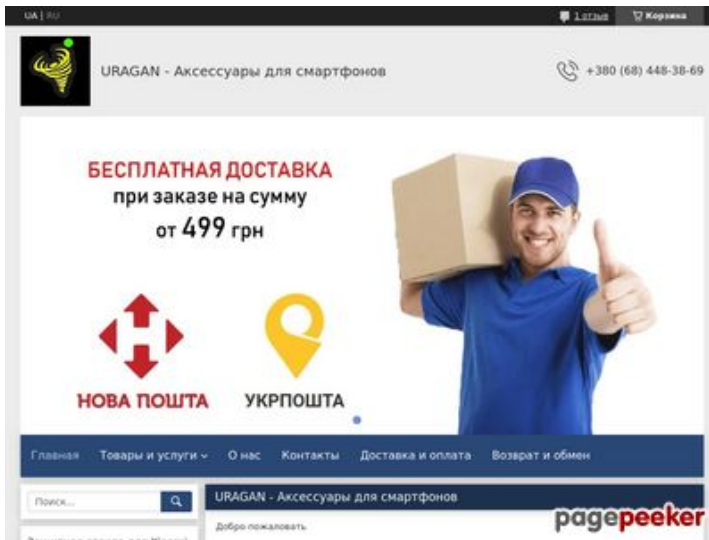 UA | RU
1 отзыв
Корзина
URAGAN - Аксессуары для смартфонов
+380 (68) 448-38-69
БЕСПЛАТНАЯ ДОСТАВКА
при заказе на сумму
от 499 грн
НОВА ПОШТА
УКРПОШТА
Главная Товары и услуги О нас Контакты Доставка и оплата Возврат и обмен
Поиск...
URAGAN - Аксессуары для смартфонов
Добро пожаловать
pagepeeker